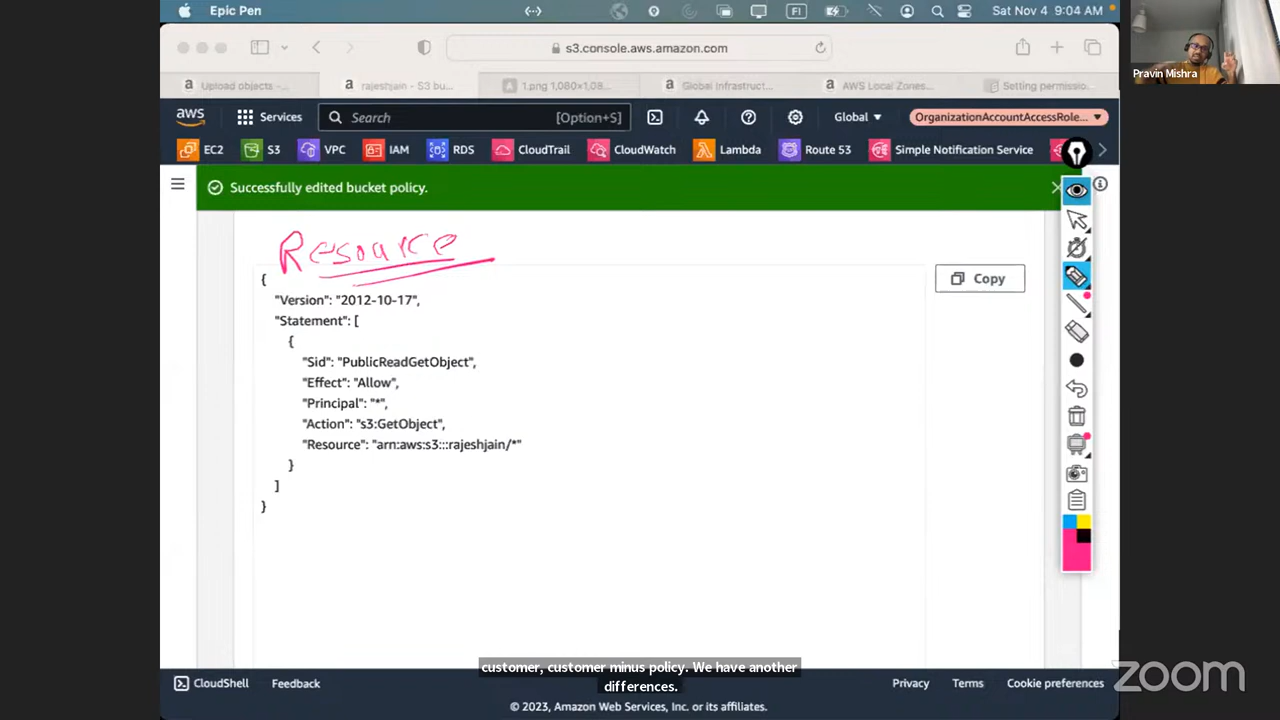 Epic Pen
FI
Sat Nov 4 9:04 AM
Pravin Mishra
s3.console.aws.amazon.com
Upload objects -...
rajeshjain - S3 bu...
1.png 1,080×1,08...
Global Infrastruct...
AWS Local Zones...
Setting permissio...
aws
Services
Search
[Option+S]
Global
OrganizationAccountAccessRole...
EC2
S3
VPC
IAM
RDS
CloudTrail
CloudWatch
Lambda
Route 53
Simple Notification Service
Successfully edited bucket policy.
Resource
Copy
{
"Version": "2012-10-17",
"Statement": [
{
"Sid": "PublicReadGetObject",
"Effect": "Allow",
"Principal": "*",
"Action": "s3:GetObject",
"Resource": "arn:aws:s3:::rajeshjain/*"
}
]
}
customer, customer minus policy. We have another
differences.
CloudShell
Feedback
Privacy
Terms
Cookie preferences
© 2023, Amazon Web Services, Inc. or its affiliates.
zoom